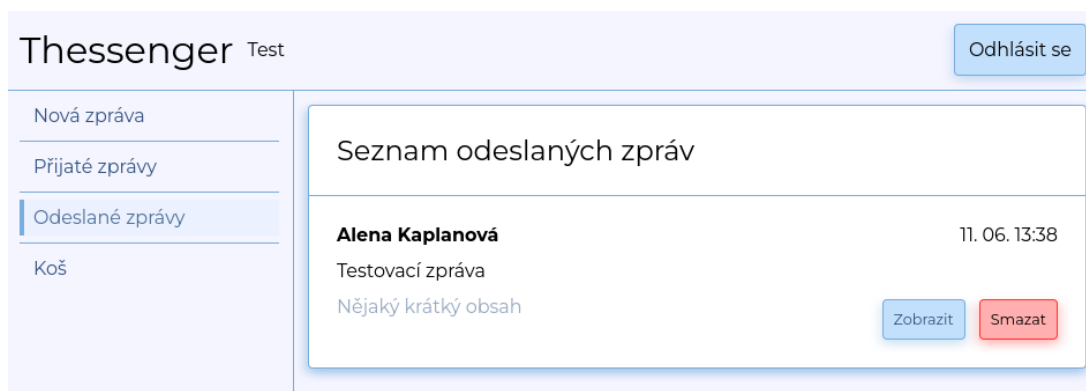 Thessenger Test
Odhlásit se
Nová zpráva
Přijaté zprávy
Odeslané zprávy
Koš
Seznam odeslaných zpráv
Alena Kaplanová
11. 06. 13:38
Testovací zpráva
Nějaký krátký obsah
Zobrazit
Smazat